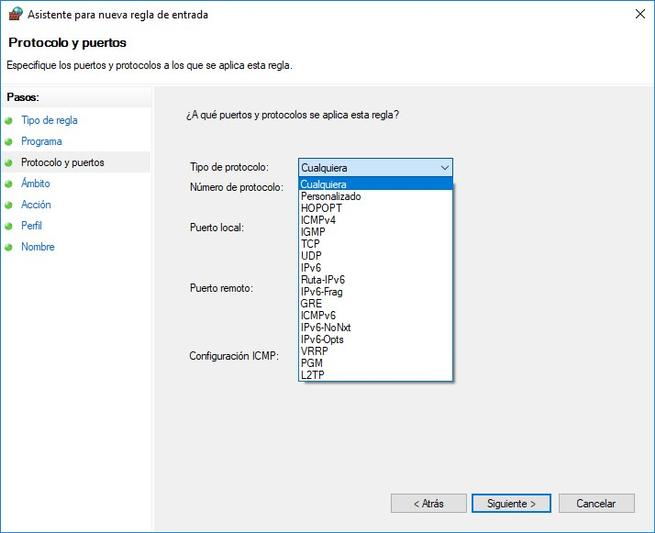 Asistente para nueva regla de entrada
Protocolo y puertos
Especifique los puertos y protocolos a los que se aplica esta regla.
Pasos:
Tipo de regla
Programa
Protocolo y puertos
Ámbito
Acción
Perfil
Nombre
¿A qué puertos y protocolos se aplica esta regla?
Tipo de protocolo: Cualquiera
Número de protocolo:
Puerto local:
Puerto remoto:
Configuración ICMP:
Cualquiera
Personalizado
HOPOPT
ICMPv4
IGMP
TCP
UDP
IPv6
Ruta-IPv6
IPv6-Frag
GRE
ICMPv6
IPv6-NoNxt
IPv6-Opts
VRRP
PGM
L2TP
< Atrás Siguiente > Cancelar